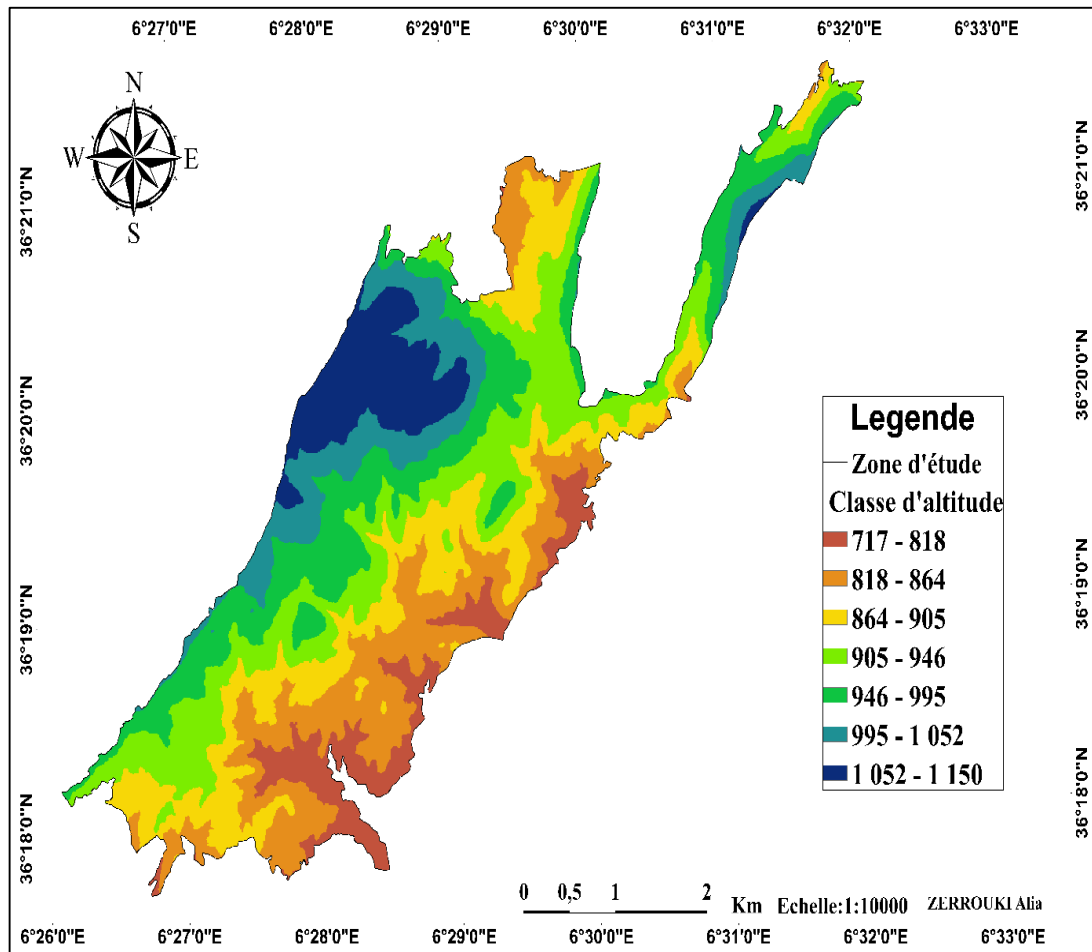 6°27'0"E 6°28'0"E 6°29'0"E 6°30'0"E 6°31'0"E 6°32'0"E 6°33'0"E
N
W E
S
36°21'0"N
36°20'0"N
36°19'0"N
36°18'0"N
36°21'0"N
36°20'0"N
36°19'0"N
36°18'0"N
Legende
Zone d'étude
Classe d'altitude
717 - 818
818 - 864
864 - 905
905 - 946
946 - 995
995 - 1 052
1 052 - 1 150
0 0,5 1 2
Km Echelle:1:10000 ZERROUKI Alia
6°26'0"E 6°27'0"E 6°28'0"E 6°29'0"E 6°30'0"E 6°31'0"E 6°32'0"E